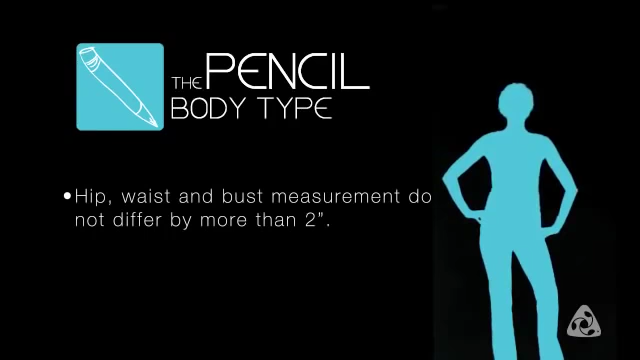 THE PENCIL
BODY TYPE
•Hip, waist and bust measurement do
not differ by more than 2”.